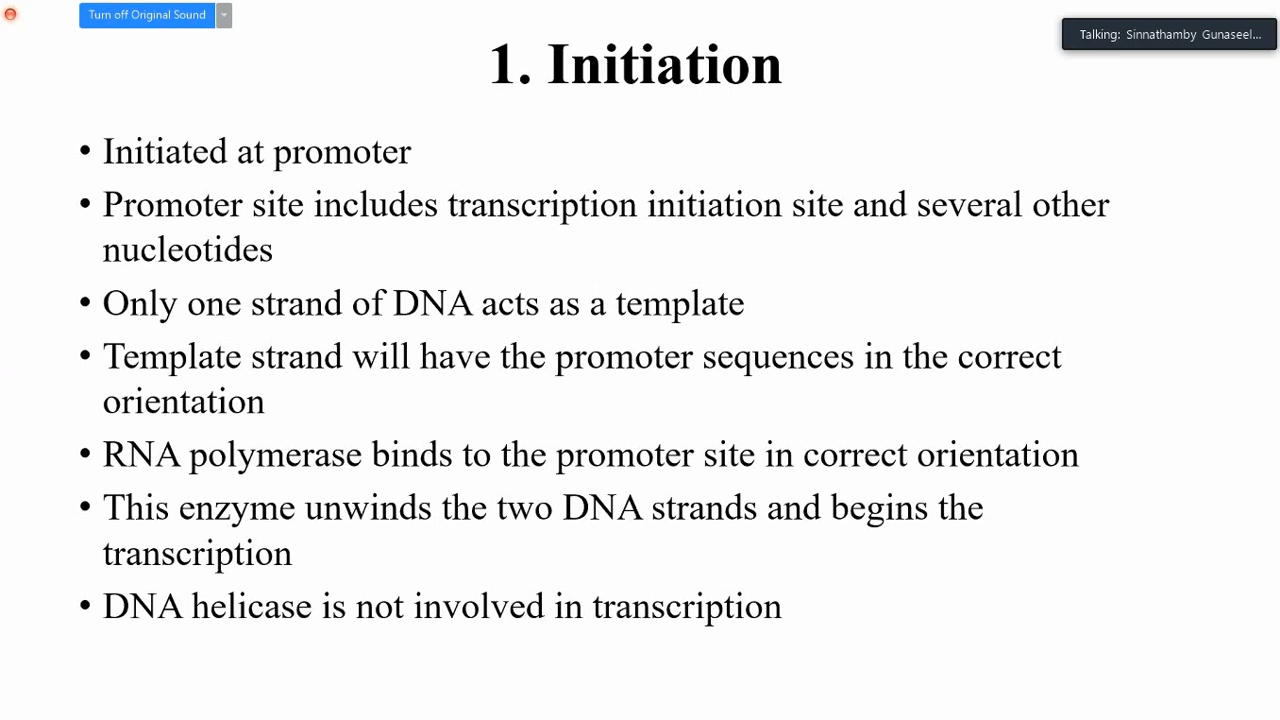 Turn off Original Sound
Talking: Sinnathamby Gunaseel...
1. Initiation
• Initiated at promoter
• Promoter site includes transcription initiation site and several other
nucleotides
• Only one strand of DNA acts as a template
• Template strand will have the promoter sequences in the correct
orientation
• RNA polymerase binds to the promoter site in correct orientation
• This enzyme unwinds the two DNA strands and begins the
transcription
• DNA helicase is not involved in transcription